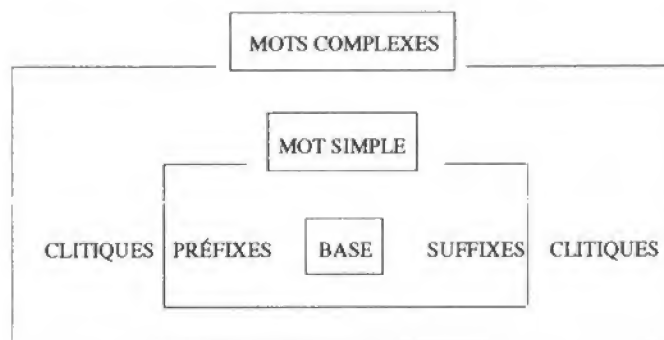 MOTS COMPLEXES
MOT SIMPLE
CLITIQUES PRÉFIXES BASE SUFFIXES CLITIQUES